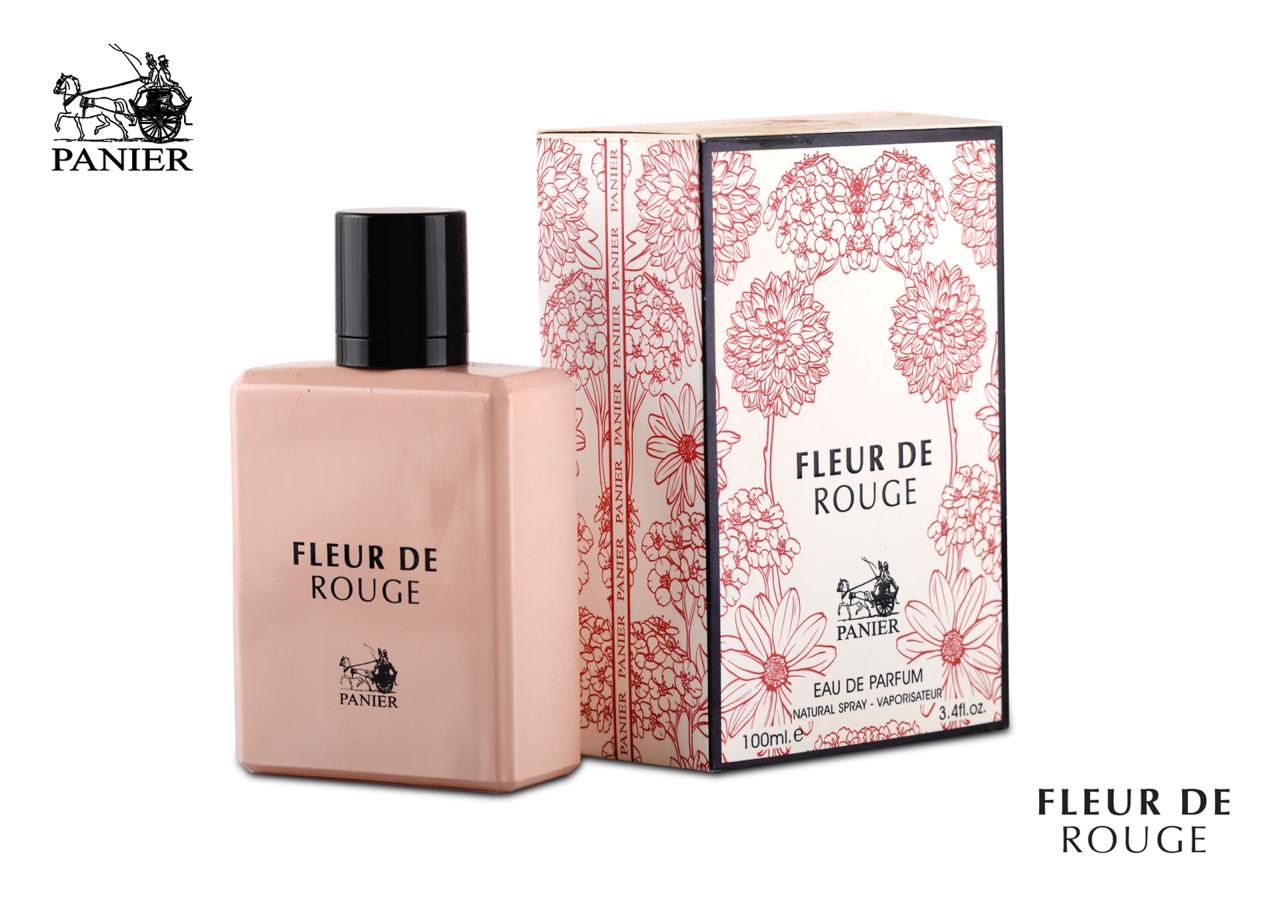 PANIER
FLEUR DE
ROUGE
PANIER
PANIER PANIER PANIER PANIER PANIER PANIER PANIER
FLEUR DE
ROUGE
PANIER
EAU DE PARFUM
NATURAL SPRAY - VAPORISATEUR
100ml.e
3.4fl.oz.
FLEUR DE
ROUGE